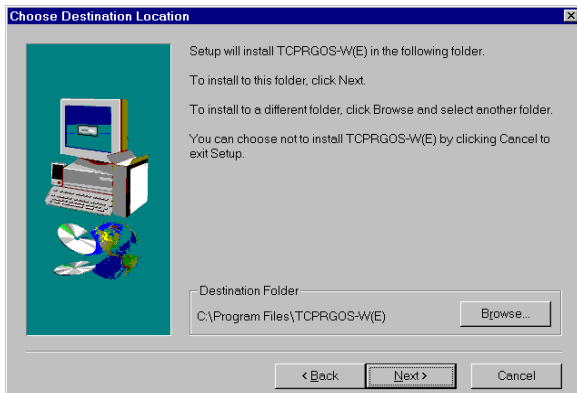 Choose Destination Location
Setup will install TCPRGOS-W(E) in the following folder.
To install to this folder, click Next.
To install to a different folder, click Browse and select another folder.
You can choose not to install TCPRGOS-W(E) by clicking Cancel to
exit Setup.
Destination Folder
C:\Program Files\TCPRGOS-W(E)
Browse...
< Back
Next >
Cancel